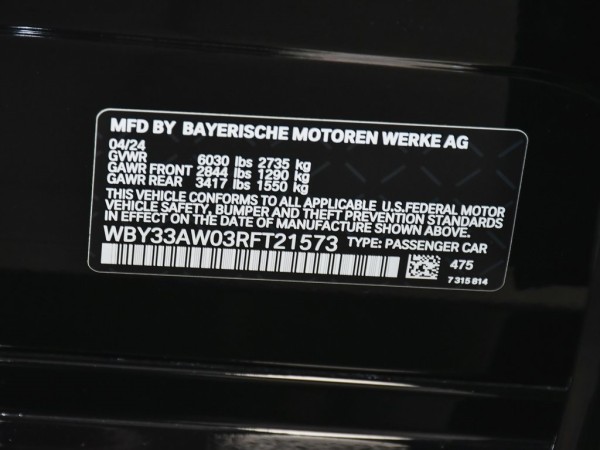 MFD BY BAYERISCHE MOTOREN WERKE AG
04/24
GVWR 6030 lbs 2735 kg
GAWR FRONT 2844 lbs 1290 kg
GAWR REAR 3417 lbs 1550 kg
THIS VEHICLE CONFORMS TO ALL APPLICABLE U.S.FEDERAL MOTOR
VEHICLE SAFETY, BUMPER AND THEFT PREVENTION STANDARDS
IN EFFECT ON THE DATE OF MANUFACTURE SHOWN ABOVE.
WBY33AW03RFT21573 TYPE: PASSENGER CAR
475
7 315 814